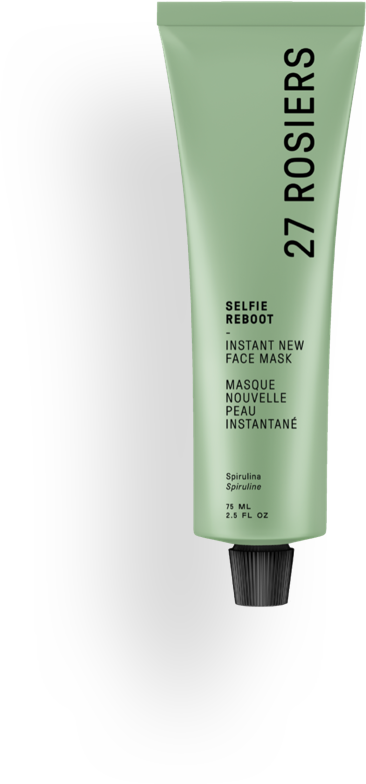 27 ROSIERS
SELFIE
REBOOT
-
INSTANT NEW
FACE MASK
MASQUE
NOUVELLE
PEAU
INSTANTANÉ
Spirulina
Spiruline
75 ML
2.5 FL OZ